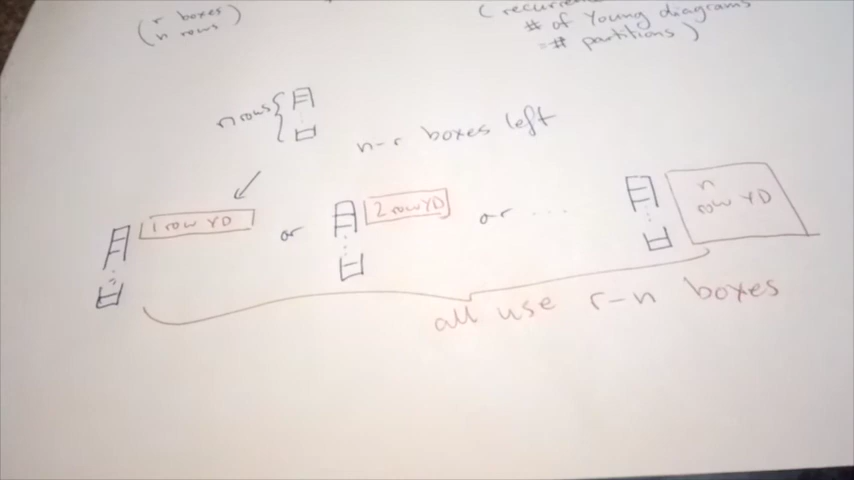 (r boxes
n rows)
(recurren
# of Young diagrams
=# partitions)
n rows{
n-r boxes left
1 row YD
or
2 row YD
or ....
n
row YD
all use r-n boxes